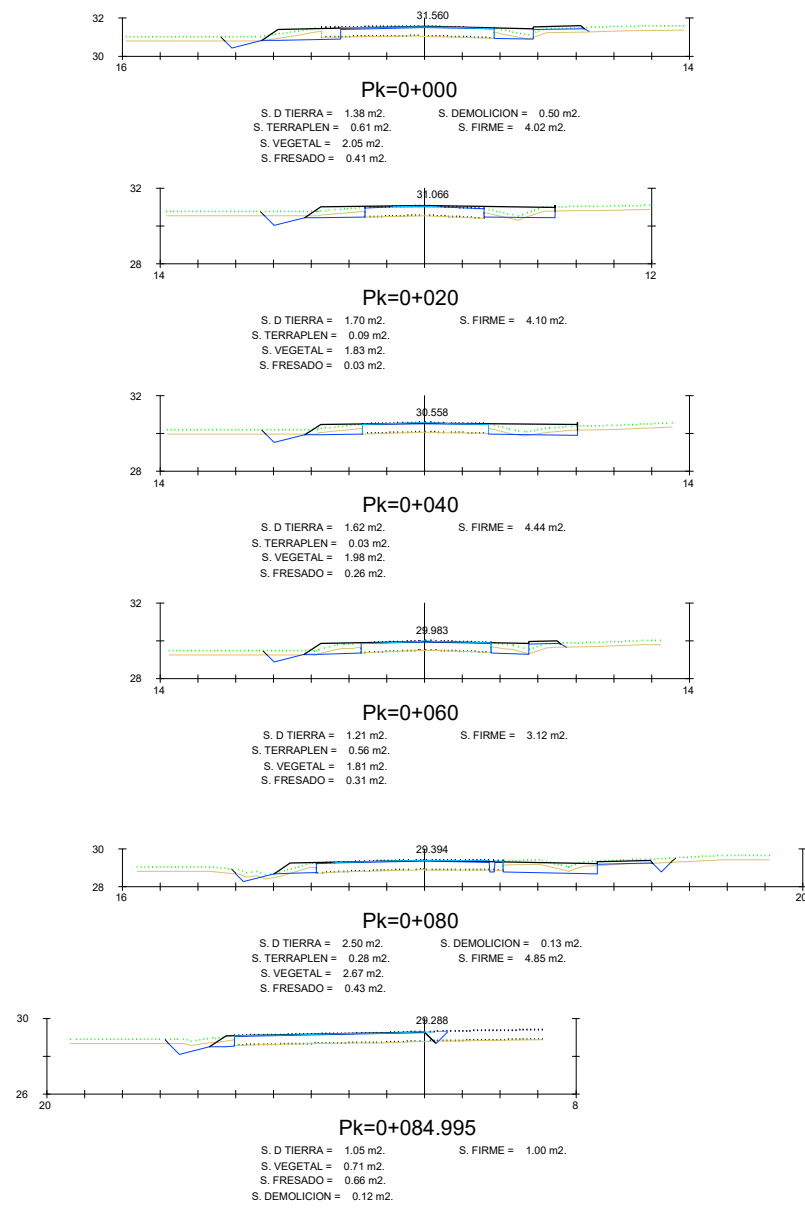 32
31.560
30
16
14
Pk=0+000
S. D TIERRA = 1.38 m2. S. DEMOLICION = 0.50 m2.
S. TERRAPLEN = 0.61 m2. S. FIRME = 4.02 m2.
S. VEGETAL = 2.05 m2.
S. FRESADO = 0.41 m2.
32
31.066
28
14
12
Pk=0+020
S. D TIERRA = 1.70 m2. S. FIRME = 4.10 m2.
S. TERRAPLEN = 0.09 m2.
S. VEGETAL = 1.83 m2.
S. FRESADO = 0.03 m2.
32
30.558
28
14
14
Pk=0+040
S. D TIERRA = 1.62 m2. S. FIRME = 4.44 m2.
S. TERRAPLEN = 0.03 m2.
S. VEGETAL = 1.98 m2.
S. FRESADO = 0.26 m2.
32
29.983
28
14
14
Pk=0+060
S. D TIERRA = 1.21 m2. S. FIRME = 3.12 m2.
S. TERRAPLEN = 0.56 m2.
S. VEGETAL = 1.81 m2.
S. FRESADO = 0.31 m2.
30
29.394
28
16
20
Pk=0+080
S. D TIERRA = 2.50 m2. S. DEMOLICION = 0.13 m2.
S. TERRAPLEN = 0.28 m2. S. FIRME = 4.85 m2.
S. VEGETAL = 2.67 m2.
S. FRESADO = 0.43 m2.
30
29.288
26
20
8
Pk=0+084.995
S. D TIERRA = 1.05 m2. S. FIRME = 1.00 m2.
S. VEGETAL = 0.71 m2.
S. FRESADO = 0.66 m2.
S. DEMOLICION = 0.12 m2.